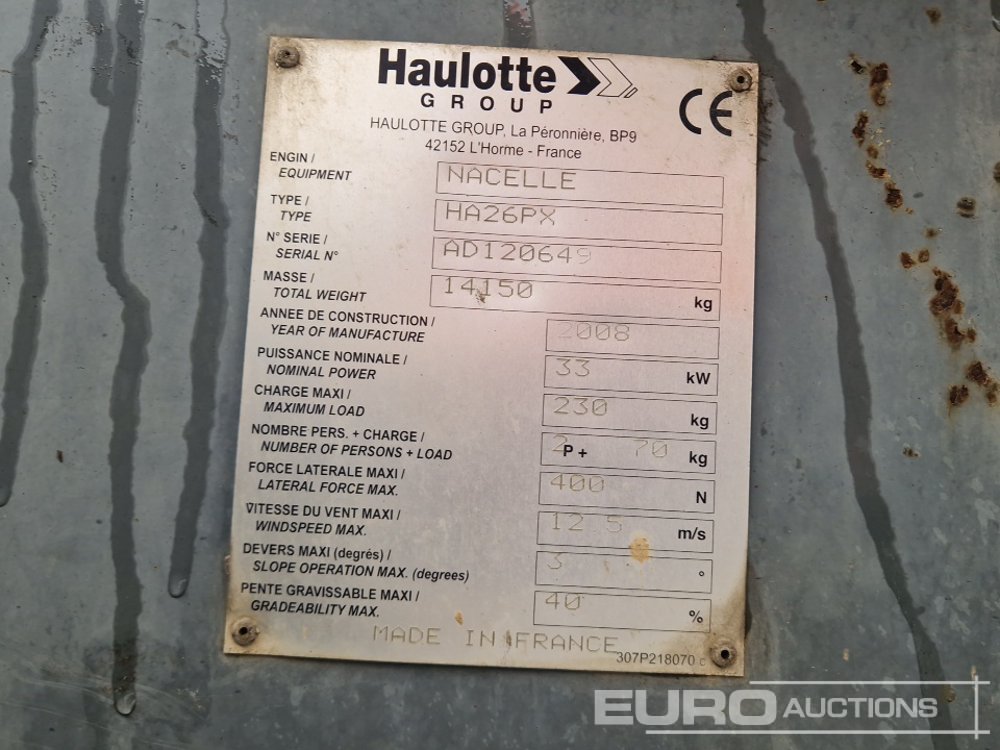 Haulotte
GROUP
CE
HAULOTTE GROUP, La Péronnière, BP9
42152 L'Horme - France
ENGIN /
EQUIPMENT
NACELLE
TYPE /
TYPE
HA26PX
N° SERIE /
SERIAL N°
AD120649
MASSE /
TOTAL WEIGHT
14150 kg
ANNEE DE CONSTRUCTION /
YEAR OF MANUFACTURE
2008
PUISSANCE NOMINALE /
NOMINAL POWER
33 kW
CHARGE MAXI /
MAXIMUM LOAD
230 kg
NOMBRE PERS. + CHARGE /
NUMBER OF PERSONS + LOAD
2 P + 70 kg
FORCE LATERALE MAXI /
LATERAL FORCE MAX.
400 N
VITESSE DU VENT MAXI /
WINDSPEED MAX.
12.5 m/s
DEVERS MAXI (degrés) /
SLOPE OPERATION MAX. (degrees)
3 °
PENTE GRAVISSABLE MAXI /
GRADEABILITY MAX.
40 %
MADE IN FRANCE
307P218070 c
EURO AUCTIONS